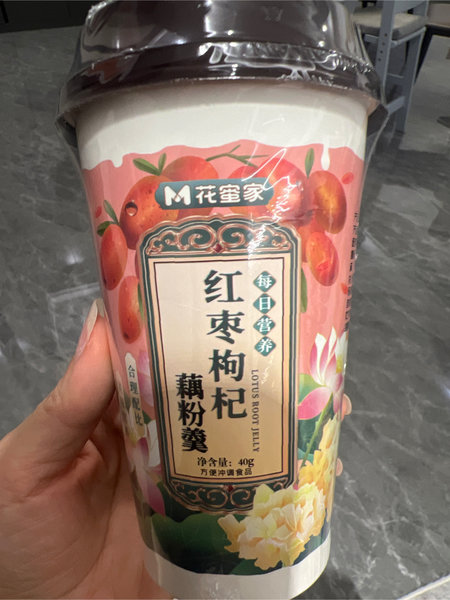 M花蜜家
每日营养
红枣枸杞
藕粉羹
LOTUS ROOT JELLY
净含量：40g
方便冲调食品
合理配比